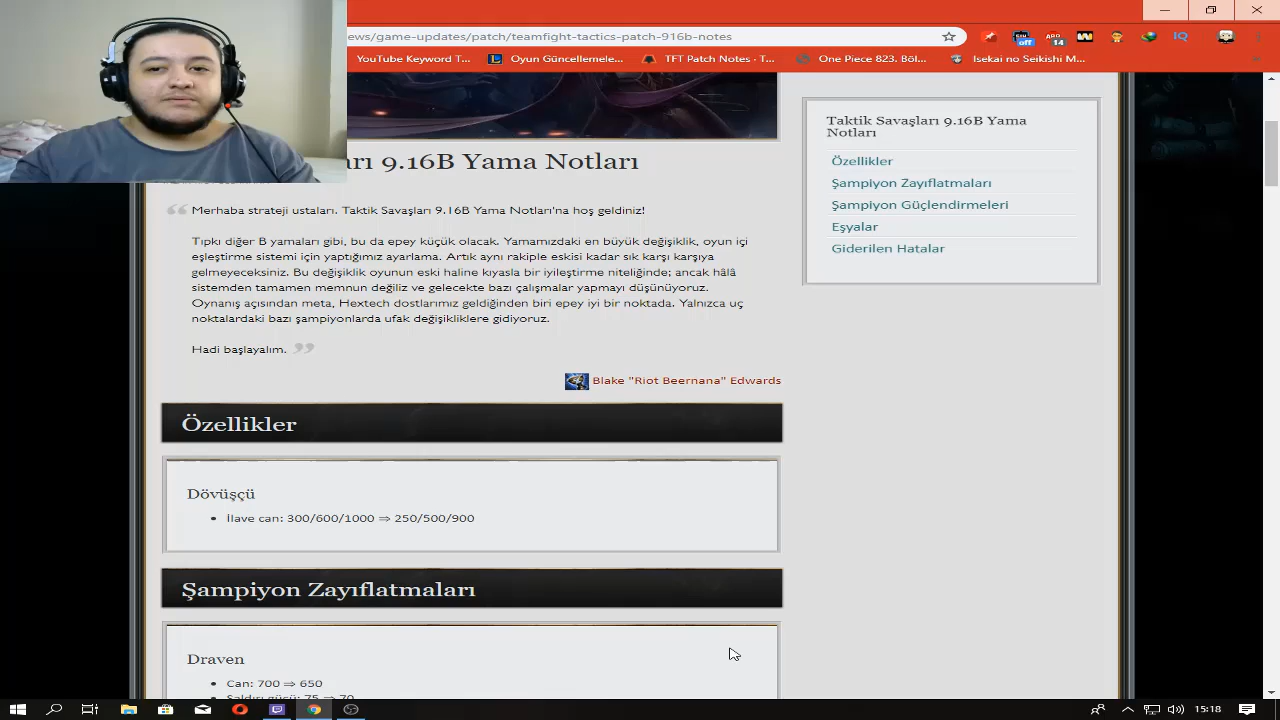 ews/game-updates/patch/teamfight-tactics-patch-916b-notes
off
14
IQ
YouTube Keyword T...
Oyun Güncellemele...
TFT Patch Notes - T...
One Piece 823. Böl...
Isekai no Seikishi M...
rı 9.16B Yama Notları
Merhaba strateji ustaları. Taktik Savaşları 9.16B Yama Notları'na hoş geldiniz!
Tıpkı diğer B yamaları gibi, bu da epey küçük olacak. Yamamızdaki en büyük değişiklik, oyun içi
eşleştirme sistemi için yaptığımız ayarlama. Artık aynı rakiple eskisi kadar sık karşı karşıya
gelmeyeceksiniz. Bu değişiklik oyunun eski haline kıyasla bir iyileştirme niteliğinde; ancak hâlâ
sistemden tamamen memnun değiliz ve gelecekte bazı çalışmalar yapmayı düşünüyoruz.
Oynanış açısından meta, Hextech dostlarımız geldiğinden biri epey iyi bir noktada. Yalnızca uç
noktalardaki bazı şampiyonlarda ufak değişikliklere gidiyoruz.
Hadi başlayalım.
Blake "Riot Beernana" Edwards
Özellikler
Dövüşçü
İlave can: 300/600/1000 ⇒ 250/500/900
Şampiyon Zayıflatmaları
Draven
Can: 700 ⇒ 650
Saldırı gücü: 75 ⇒ 70
Taktik Savaşları 9.16B Yama
Notları
Özellikler
Şampiyon Zayıflatmaları
Şampiyon Güçlendirmeleri
Eşyalar
Giderilen Hatalar
15:18